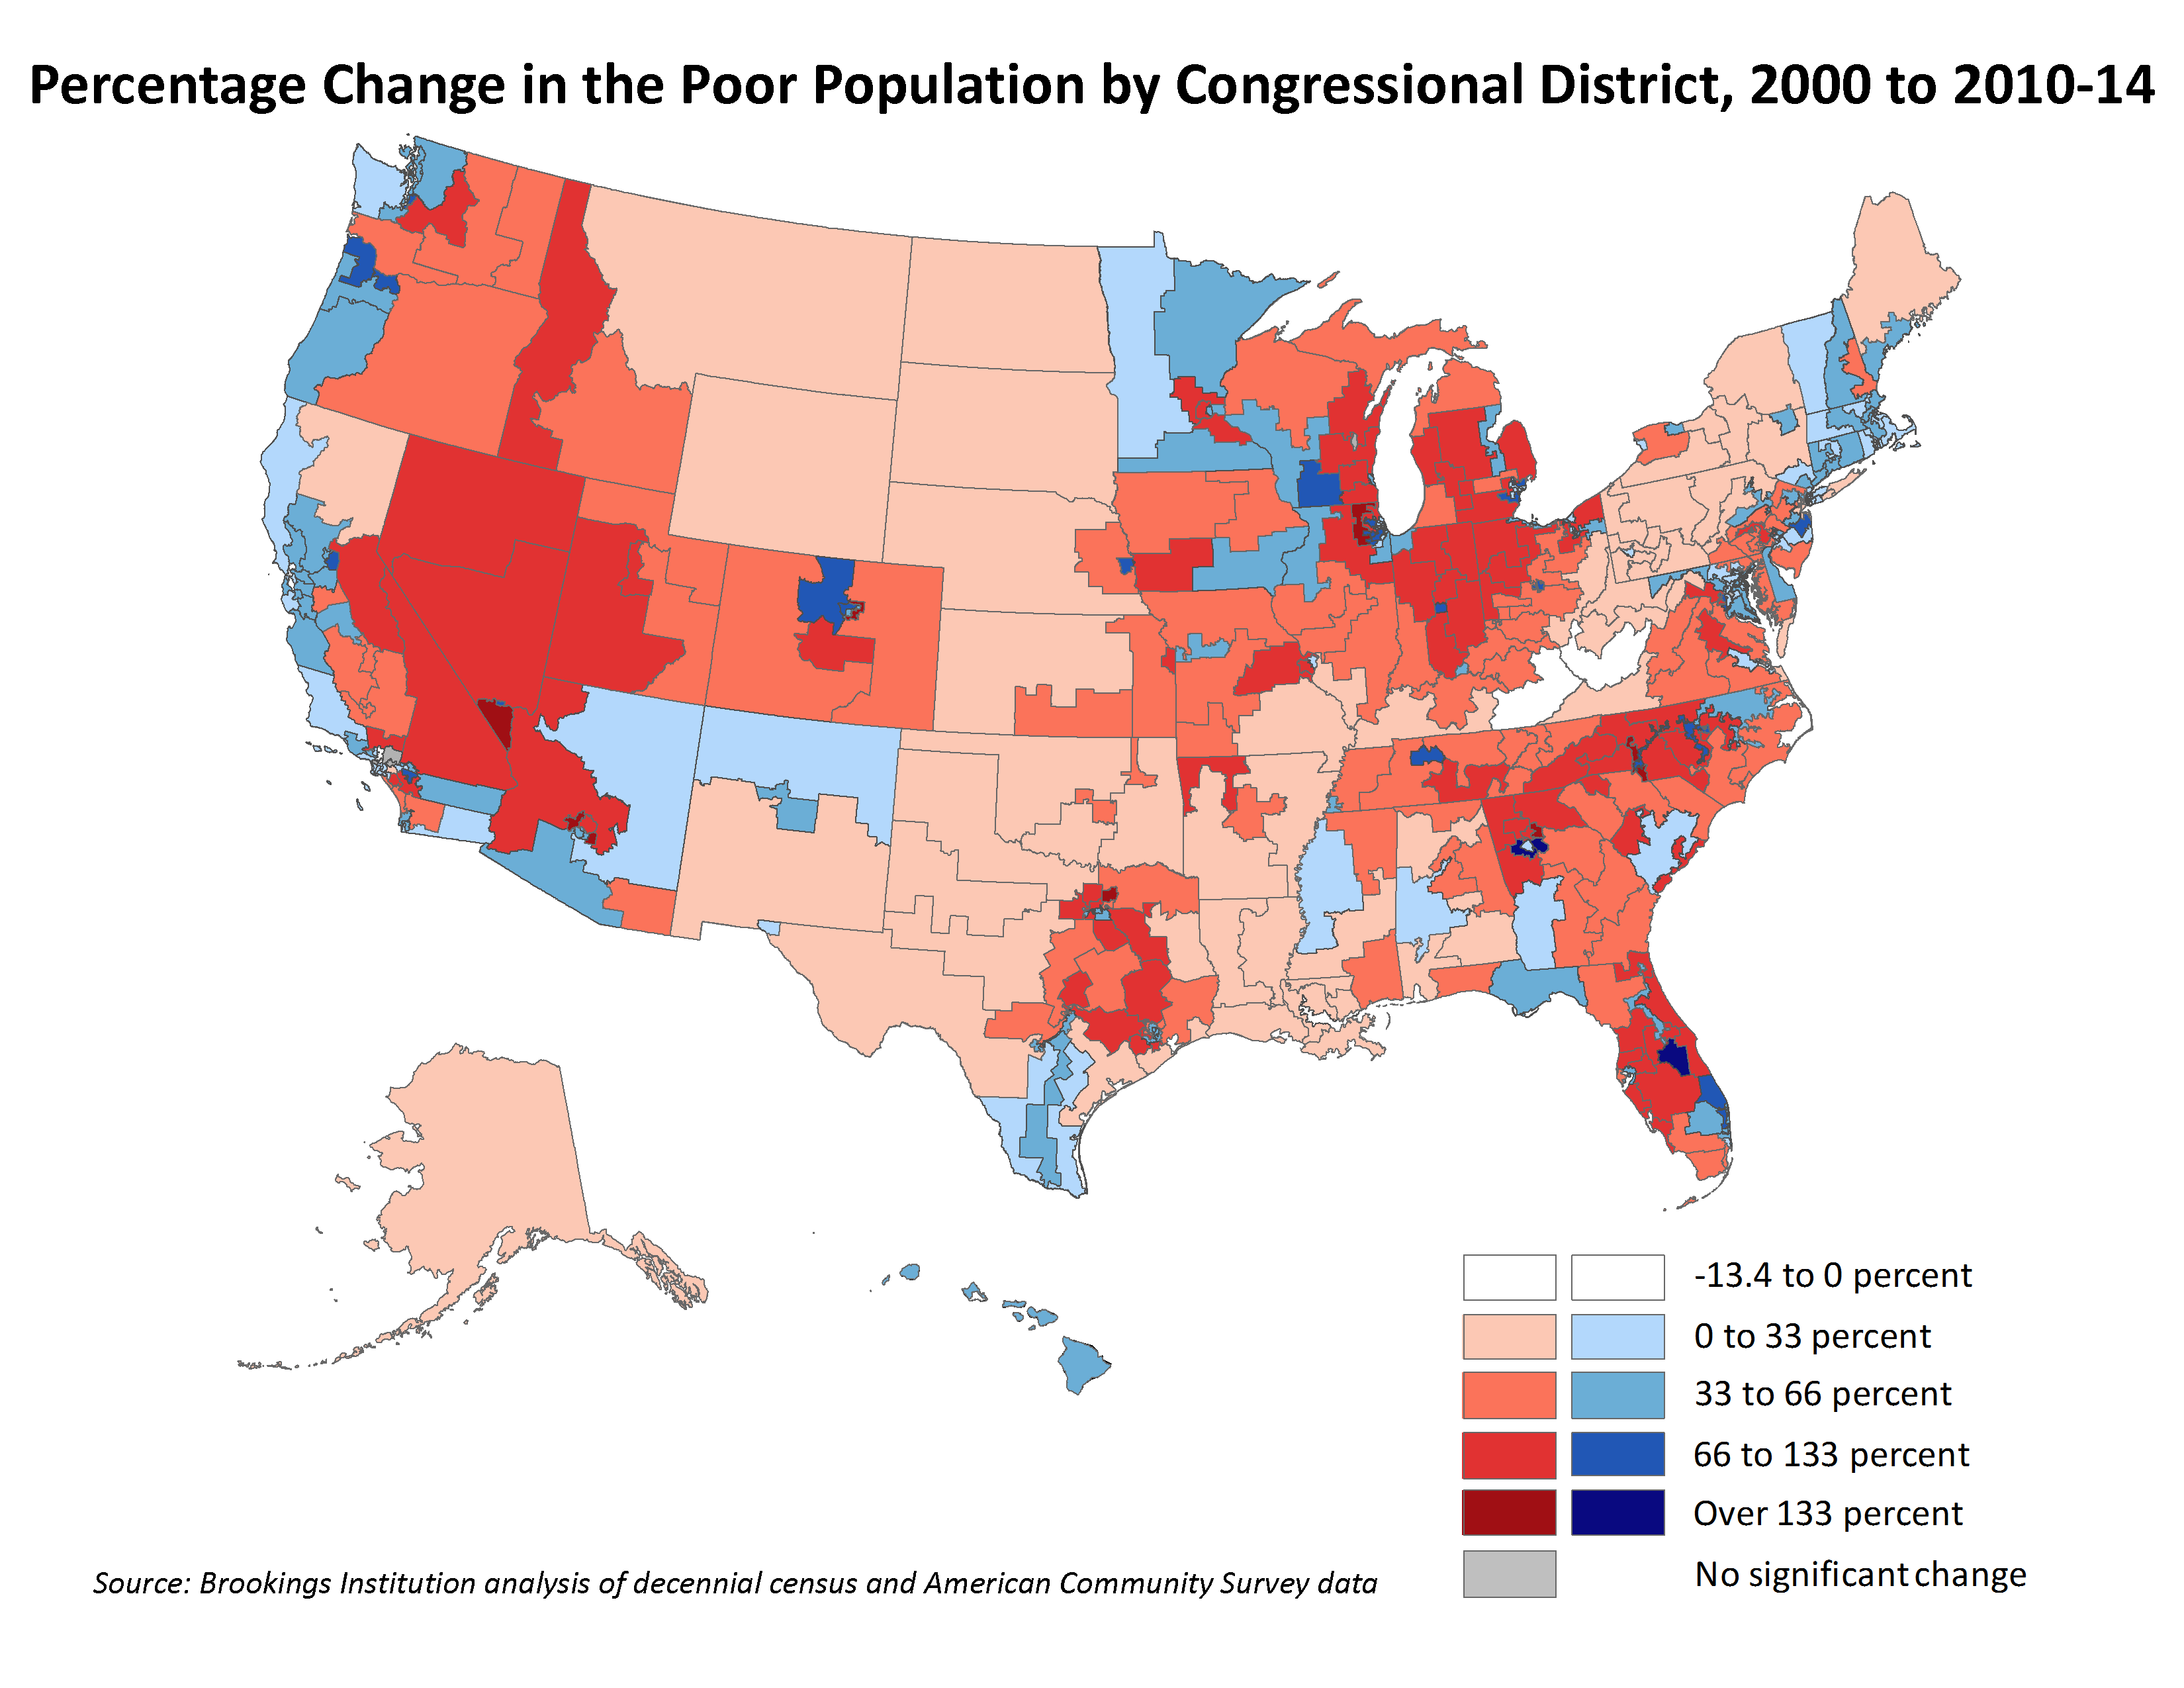 Percentage Change in the Poor Population by Congressional District, 2000 to 2010-14
-13.4 to 0 percent
0 to 33 percent
33 to 66 percent
66 to 133 percent
Over 133 percent
No significant change
Source: Brookings Institution analysis of decennial census and American Community Survey data